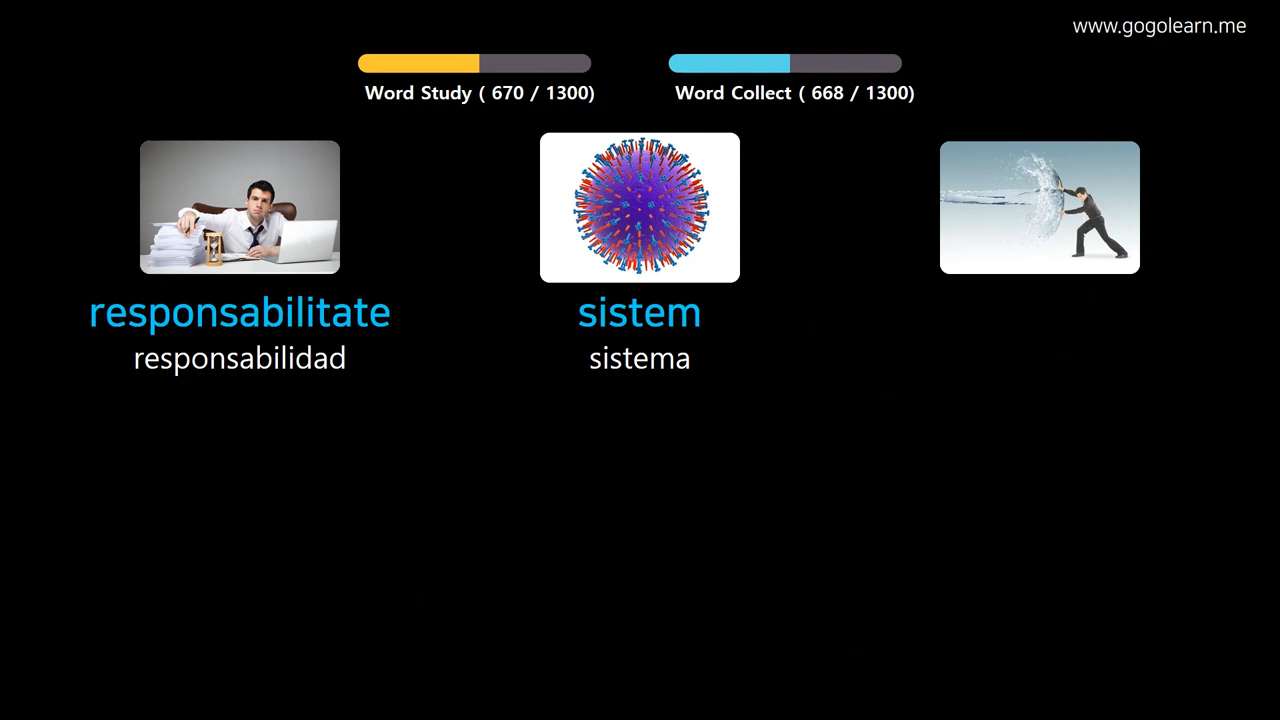 www.gogolearn.me
Word Study ( 670 / 1300)
Word Collect ( 668 / 1300)
responsabilitate
sistem
responsabilidad
sistema